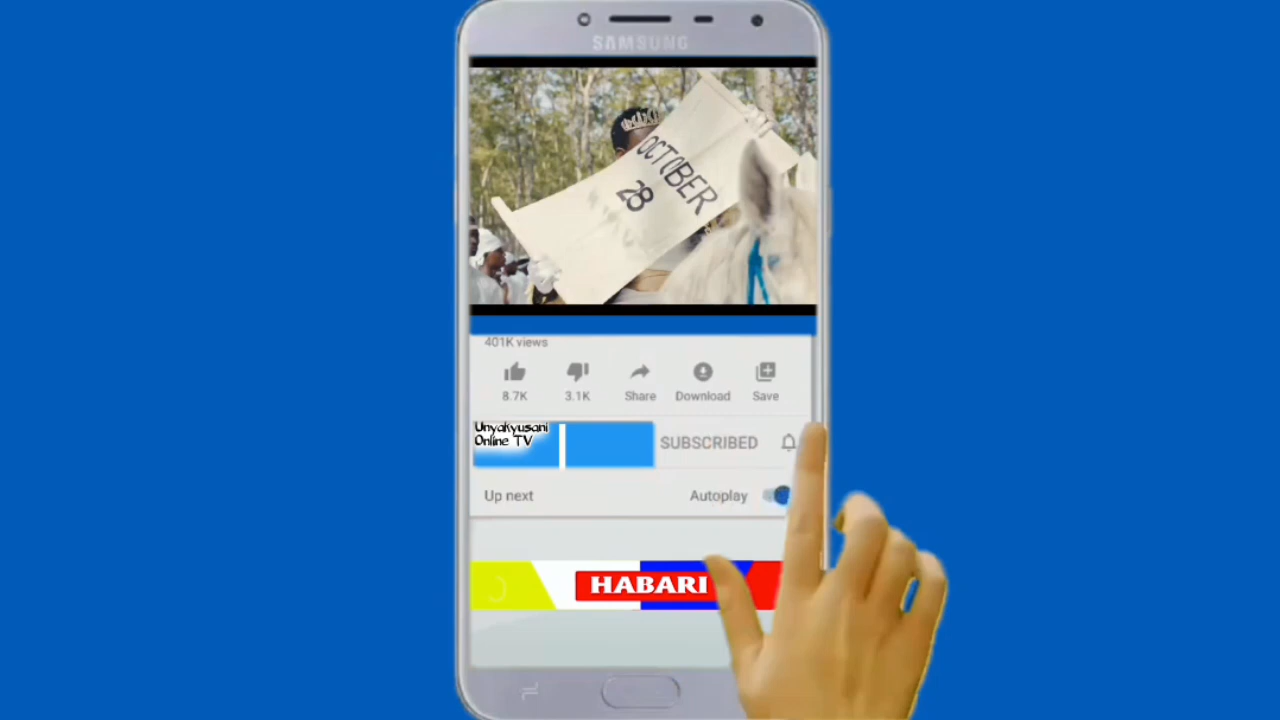 SAMSUNG
OCTOBER
28
401K views
8.7K
3.1K
Share
Download
Save
Unyakyusani
Online TV
SUBSCRIBED
Up next
Autoplay
HABARI